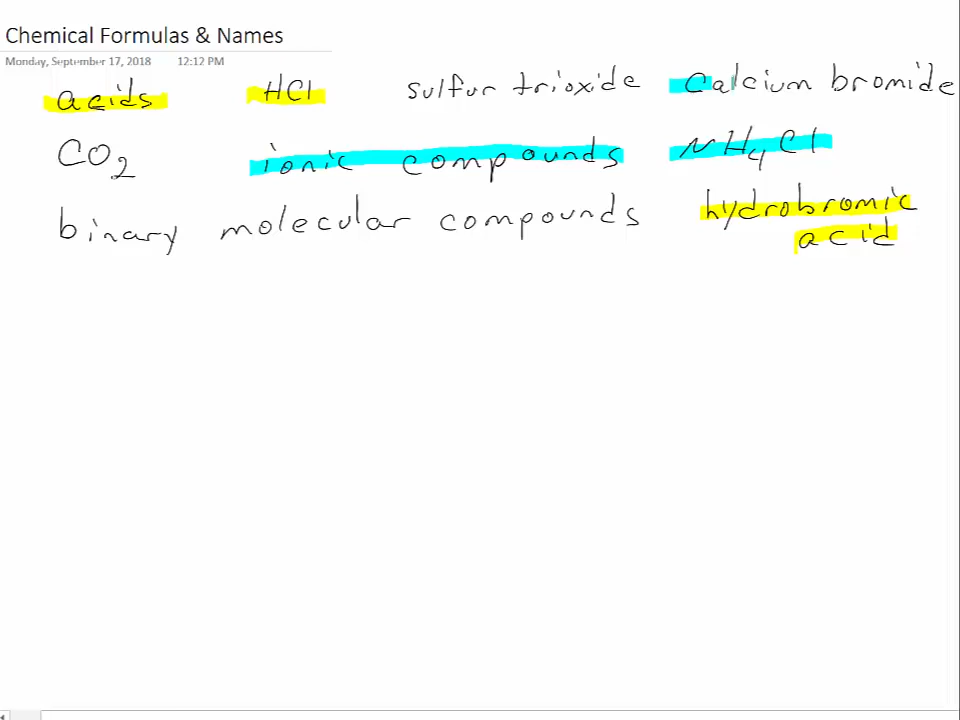 Chemical Formulas & Names
Monday, September 17, 2018 12:12 PM
acids HCl sulfur trioxide Calcium bromide
CO2 ionic compounds NH4Cl
binary molecular compounds hydrobromic
acid